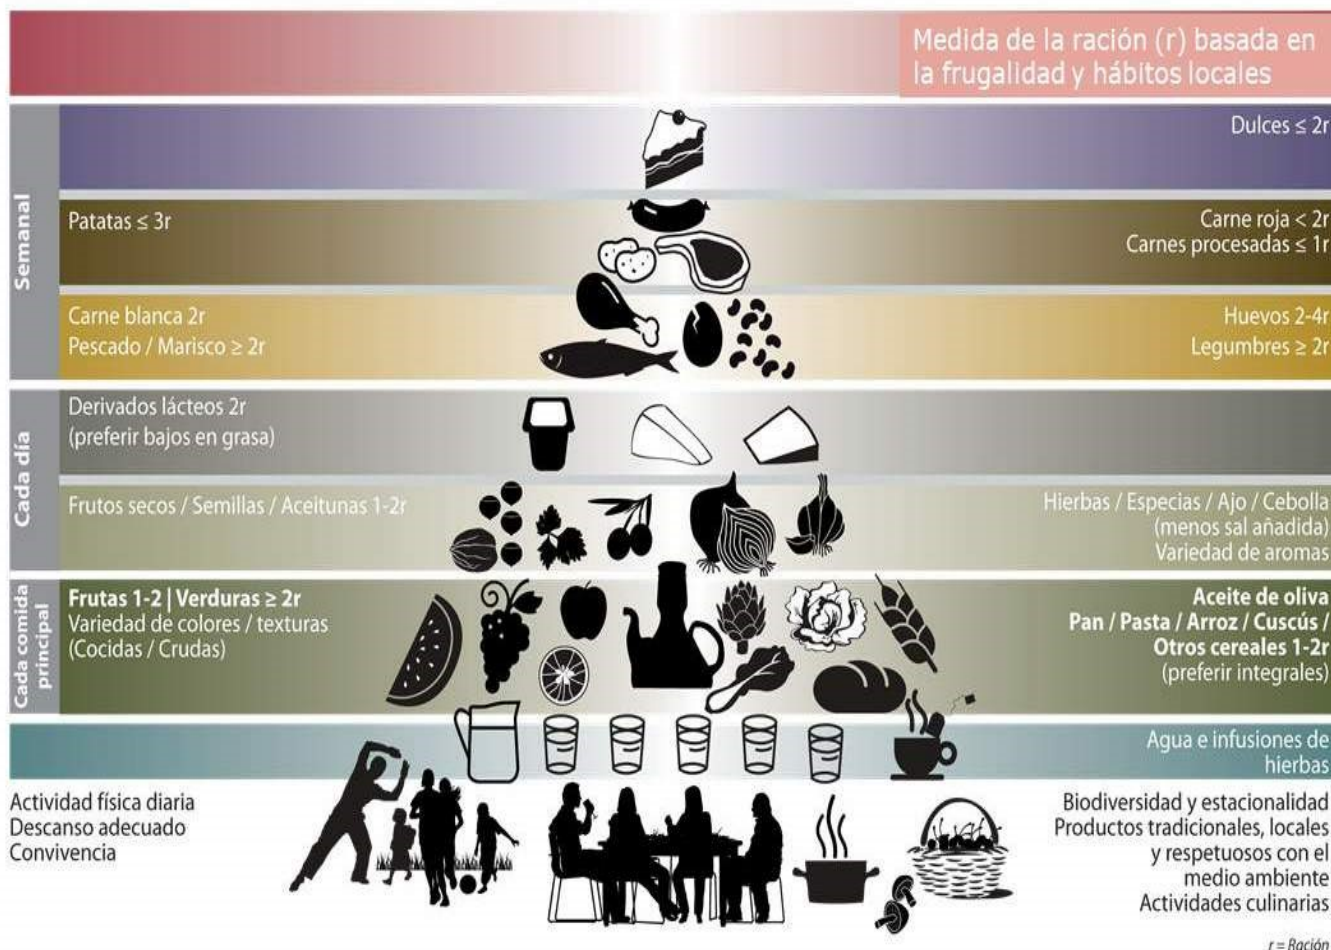 Medida de la ración (r) basada en
la frugalidad y hábitos locales
Semanal
Dulces ≤ 2r
Patatas ≤ 3r
Carne roja < 2r
Carnes procesadas ≤ 1r
Carne blanca 2r
Pescado / Marisco ≥ 2r
Huevos 2-4r
Legumbres ≥ 2r
Cada día
Derivados lácteos 2r
(preferir bajos en grasa)
Frutos secos / Semillas / Aceitunas 1-2r
Hierbas / Especias / Ajo / Cebolla
(menos sal añadida)
Variedad de aromas
Cada comida
principal
Frutas 1-2 | Verduras ≥ 2r
Variedad de colores / texturas
(Cocidas / Crudas)
Aceite de oliva
Pan / Pasta / Arroz / Cuscús /
Otros cereales 1-2r
(preferir integrales)
Agua e infusiones de
hierbas
Actividad física diaria
Descanso adecuado
Convivencia
Biodiversidad y estacionalidad
Productos tradicionales, locales
y respetuosos con el
medio ambiente
Actividades culinarias
r = Ración